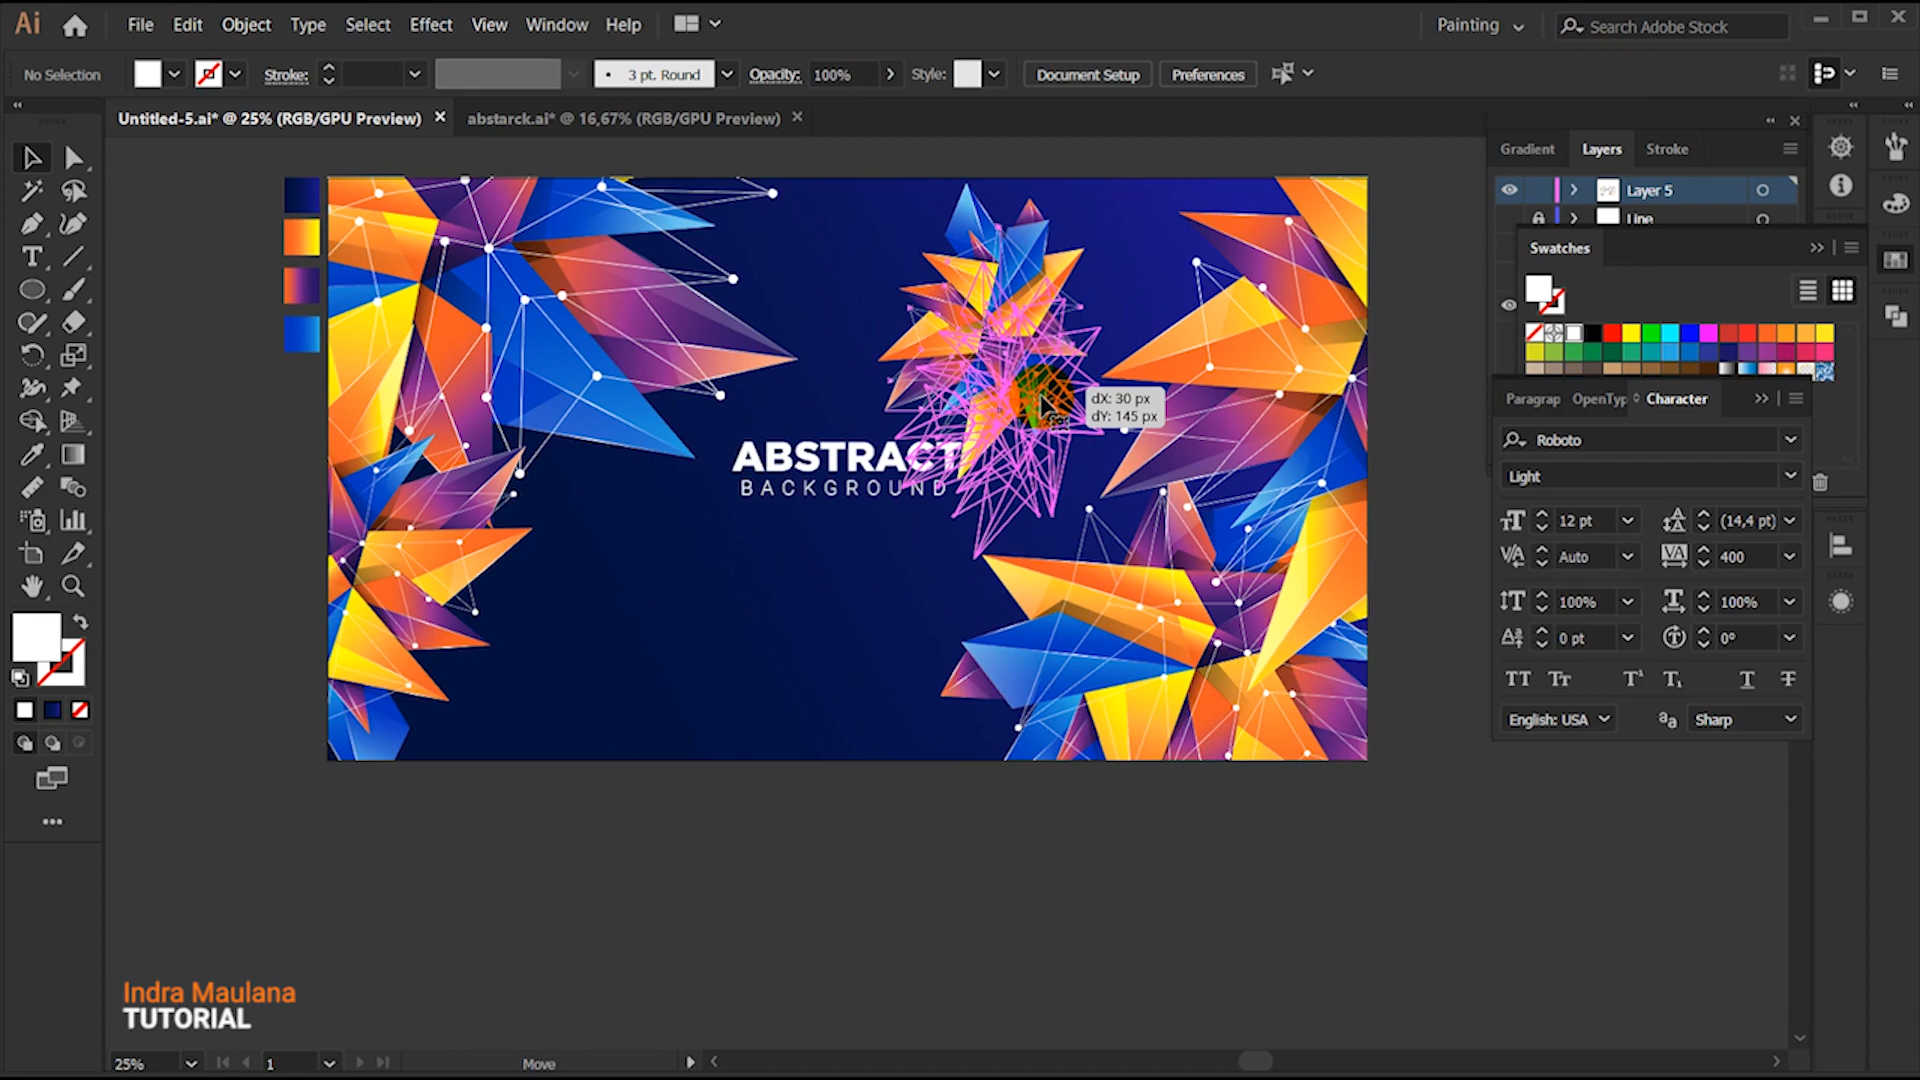 Ai File Edit Object Type Select Effect View Window Help Painting Search Adobe Stock
No Selection Stroke: 3 pt. Round Opacity: 100% Style: Document Setup Preferences
Untitled-5.ai* @ 25% (RGB/GPU Preview) abstarck.ai* @ 16,67% (RGB/GPU Preview)
Gradient Layers Stroke
Layer 5
Line
Swatches
dX: 30 px
dY: 145 px
ABSTRACT
BACKGROUND
Paragrap OpenTyp Character
Roboto
Light
12 pt (14,4 pt)
Auto 400
100% 100%
0 pt 0°
English: USA Sharp
Indra Maulana
TUTORIAL
25% 1 Move